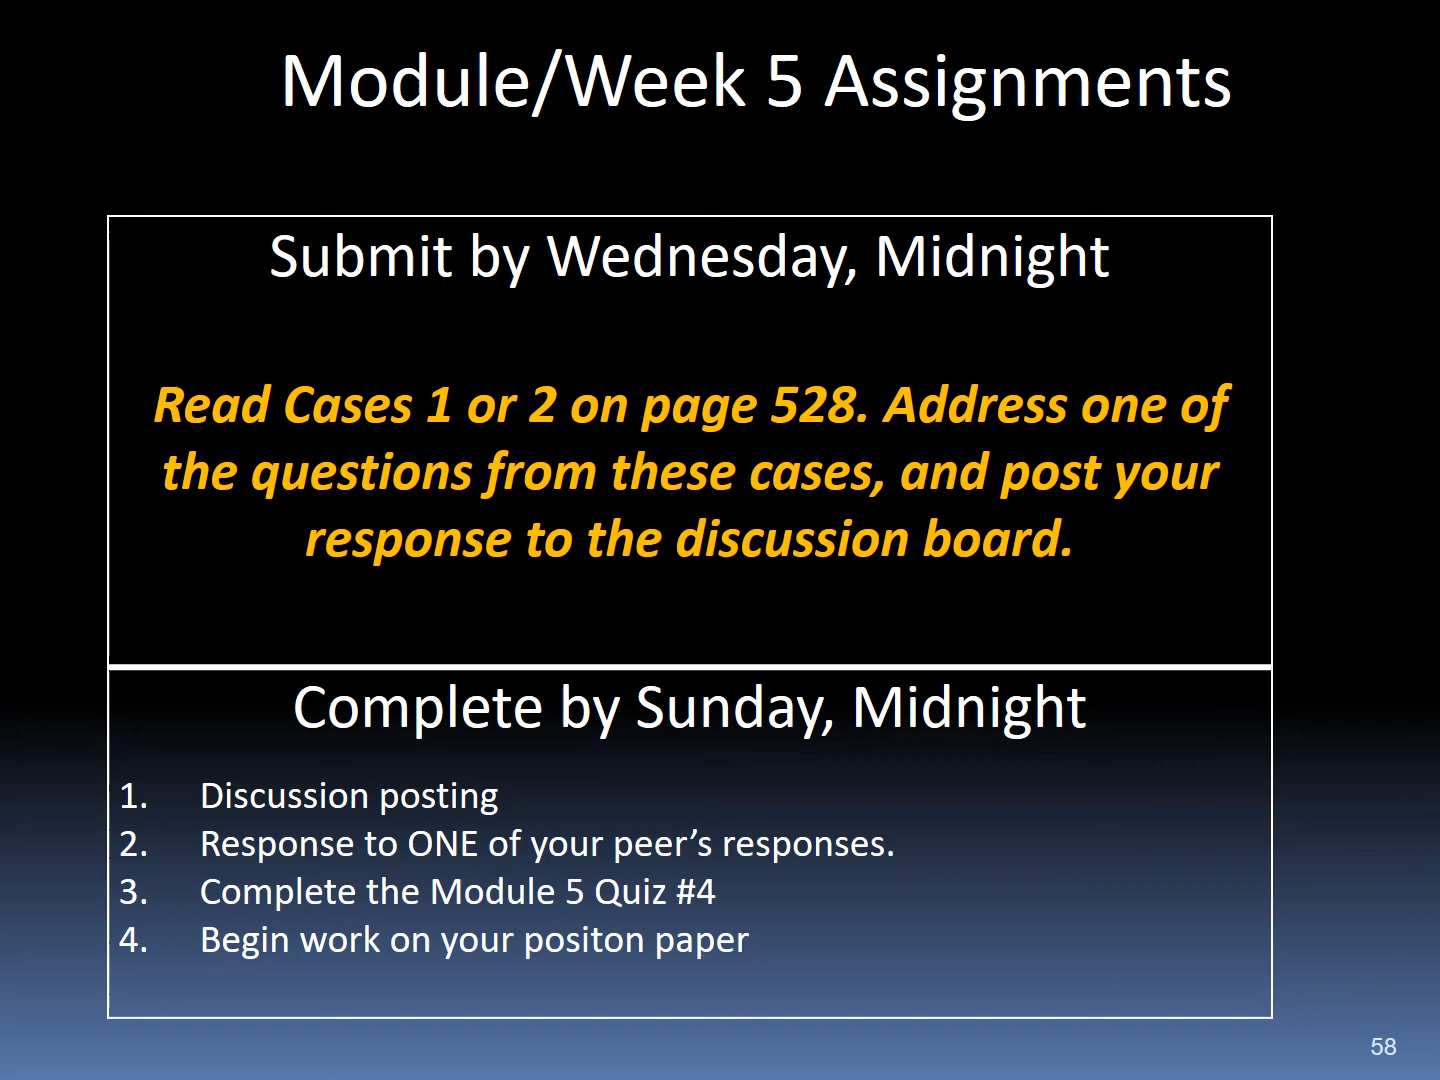 Module/Week 5 Assignments
Submit by Wednesday, Midnight
Read Cases 1 or 2 on page 528. Address one of
the questions from these cases, and post your
response to the discussion board.
Complete by Sunday, Midnight
1. Discussion posting
2. Response to ONE of your peer’s responses.
3. Complete the Module 5 Quiz #4
4. Begin work on your positon paper
58